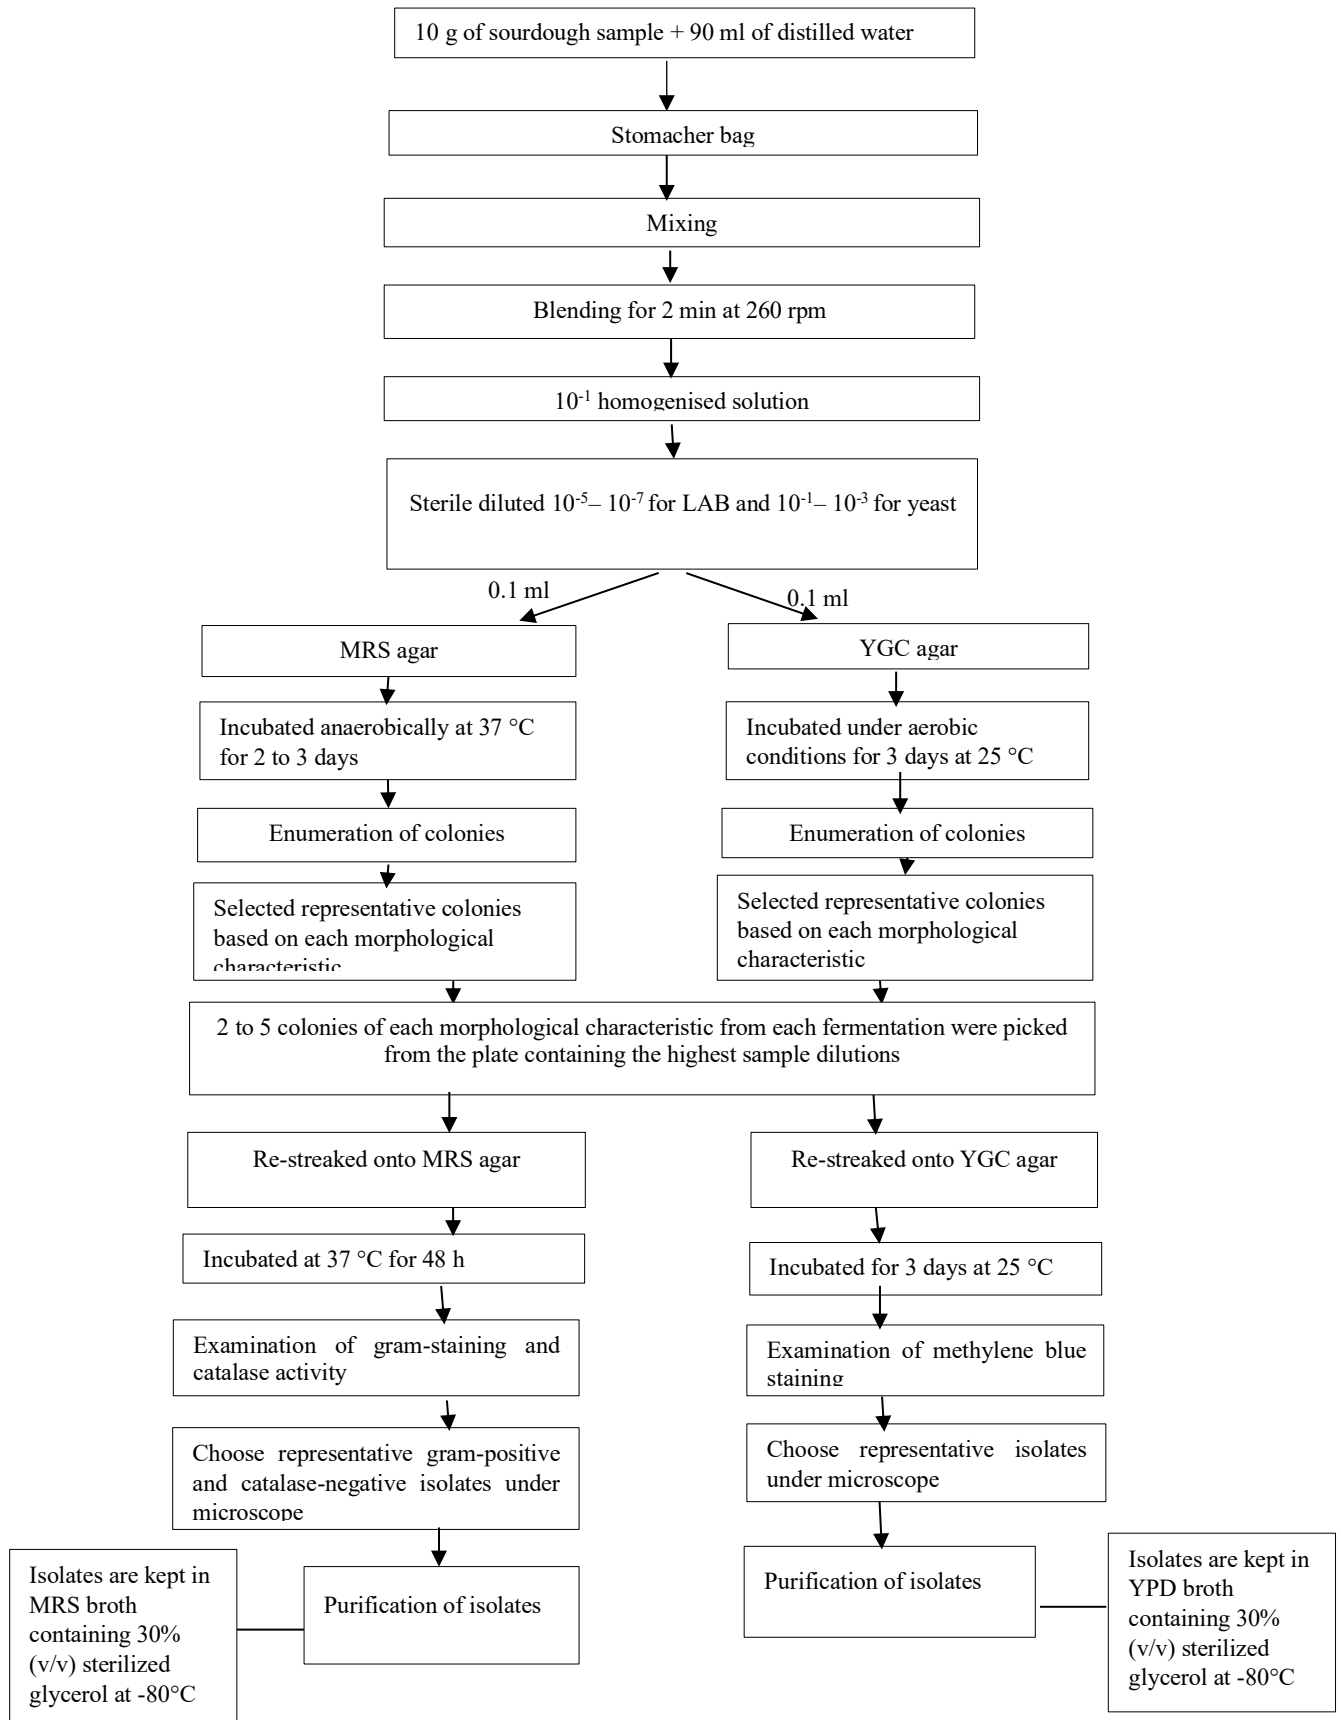 10 g of sourdough sample + 90 ml of distilled water
Stomacher bag
Mixing
Blending for 2 min at 260 rpm
10⁻¹ homogenised solution
Sterile diluted 10⁻⁵– 10⁻⁷ for LAB and 10⁻¹– 10⁻³ for yeast
0.1 ml
0.1 ml
MRS agar
YGC agar
Incubated anaerobically at 37 °C
for 2 to 3 days
Incubated under aerobic
conditions for 3 days at 25 °C
Enumeration of colonies
Enumeration of colonies
Selected representative colonies
based on each morphological
characteristic
Selected representative colonies
based on each morphological
characteristic
2 to 5 colonies of each morphological characteristic from each fermentation were picked
from the plate containing the highest sample dilutions
Re-streaked onto MRS agar
Re-streaked onto YGC agar
Incubated at 37 °C for 48 h
Incubated for 3 days at 25 °C
Examination of gram-staining and
catalase activity
Examination of methylene blue
staining
Choose representative gram-positive
and catalase-negative isolates under
microscope
Choose representative isolates
under microscope
Isolates are kept in
MRS broth
containing 30%
(v/v) sterilized
glycerol at -80°C
Purification of isolates
Purification of isolates
Isolates are kept in
YPD broth
containing 30%
(v/v) sterilized
glycerol at -80°C